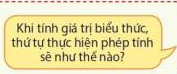 Khi tính giá trị biểu thức,
thứ tự thực hiện phép tính
sẽ như thế nào?